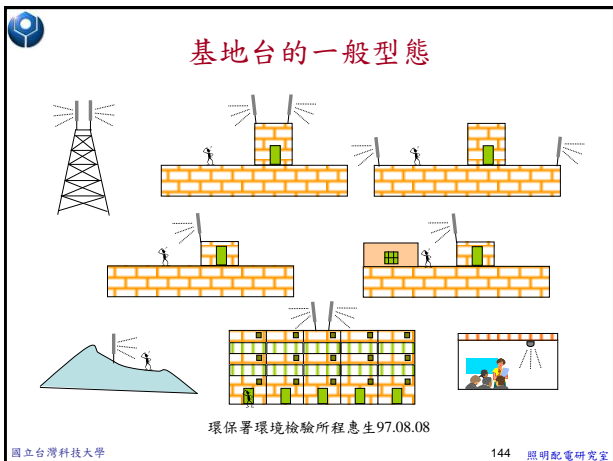 基地台的一般型態
環保署環境檢驗所程惠生97.08.08
國立台灣科技大學
144 照明配電研究室